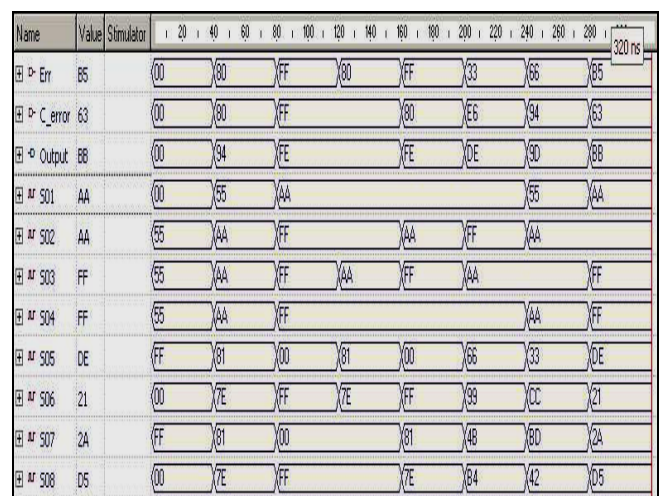 Name Value Stimulator 20 40 60 80 100 120 140 160 180 200 220 240 260 280
320 ns
Err B5 00 80 FF 80 FF 33 66 B5
C_error 63 00 80 FF 80 E6 94 63
Output BB 00 94 FE FE DE 9D BB
S01 AA 00 55 AA 55 AA
S02 AA 55 AA FF AA FF AA
S03 FF 55 AA FF AA FF AA FF
S04 FF 55 AA FF AA FF
S05 DE FF 81 00 81 00 66 33 DE
S06 21 00 7E FF 7E FF 99 CC 21
S07 2A FF 81 00 81 4B BD 2A
S08 D5 00 7E FF 7E B4 42 D5